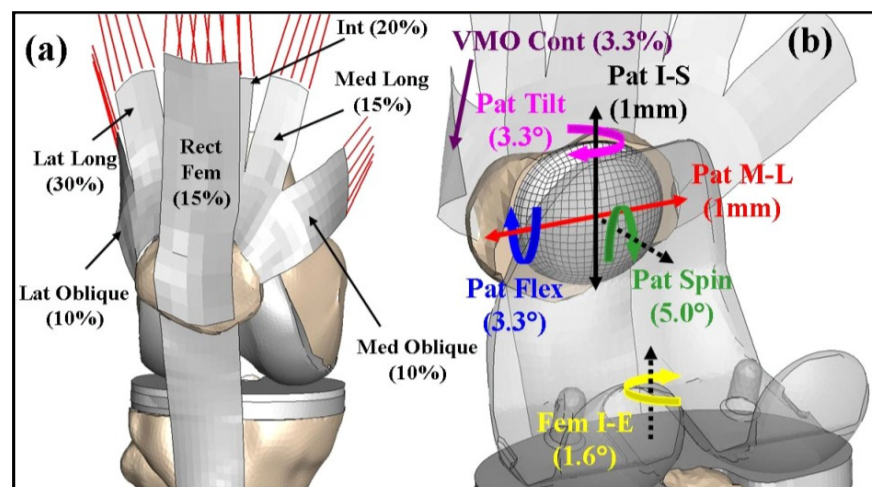 (a)
Int (20%)
Med Long
(15%)
Lat Long
(30%)
Rect
Fem
(15%)
Lat Oblique
(10%)
Med Oblique
(10%)
(b)
VMO Cont (3.3%)
Pat I-S
(1mm)
Pat Tilt
(3.3°)
Pat M-L
(1mm)
Pat Flex
(3.3°)
Pat Spin
(5.0°)
Fem I-E
(1.6°)